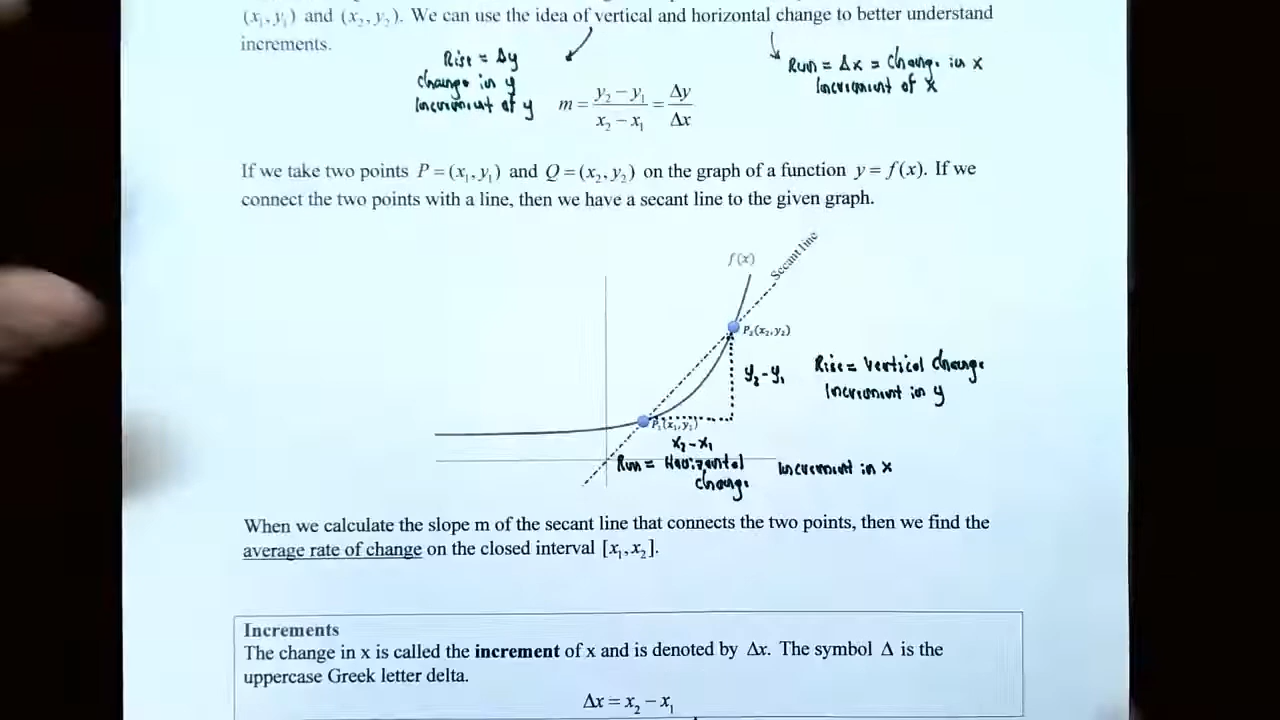 (x₁, y₁) and (x₂, y₂). We can use the idea of vertical and horizontal change to better understand
increments.
Rise = Δy
change in y
Increment of y
m = (y₂ − y₁)/(x₂ − x₁) = Δy/Δx
Run = Δx = change in x
Increment of x
If we take two points P = (x₁, y₁) and Q = (x₂, y₂) on the graph of a function y = f(x). If we
connect the two points with a line, then we have a secant line to the given graph.
f(x)
Secant line
P₂(x₂,y₂)
y₂-y₁
Rise = Vertical change
Increment in y
P₁(x₁,y₁)
x₂-x₁
Run = Horizontal
change
Increment in x
When we calculate the slope m of the secant line that connects the two points, then we find the
average rate of change on the closed interval [x₁, x₂].
Increments
The change in x is called the increment of x and is denoted by Δx. The symbol Δ is the
uppercase Greek letter delta.
Δx = x₂ − x₁